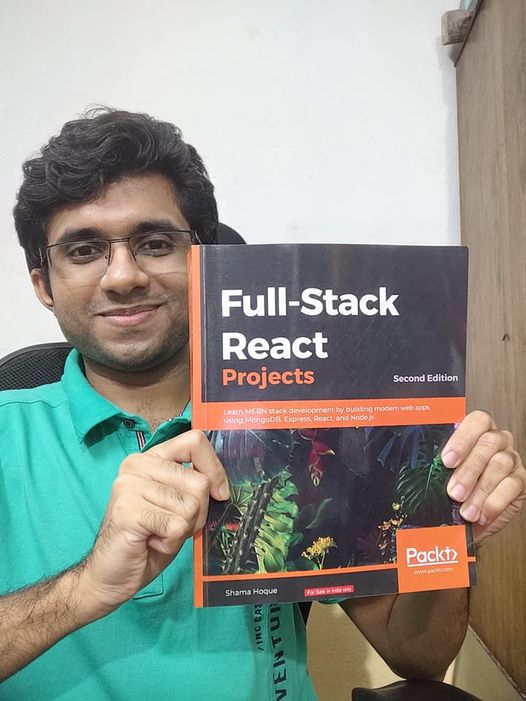 Full-Stack
React
Projects
Second Edition
Learn MERN stack development by building modern web apps
using MongoDB, Express, React, and Node.js
Packt>
www.packt.com
Shama Hoque
For Sale in India only